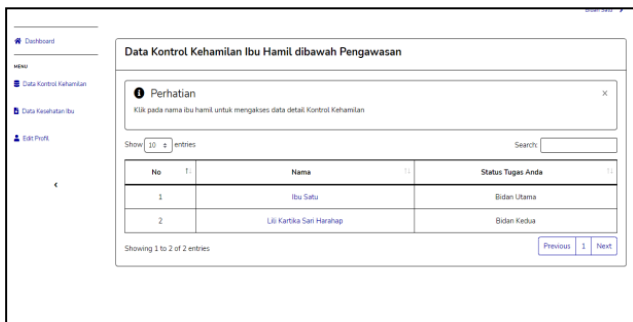 Bidan Satu
Dashboard
MENU
Data Kontrol Kehamilan
Data Kesehatan Ibu
Edit Profil
Data Kontrol Kehamilan Ibu Hamil dibawah Pengawasan
Perhatian
×
Klik pada nama ibu hamil untuk mengakses data detail Kontrol Kehamilan
Show 10 entries Search:
No Nama Status Tugas Anda
1 Ibu Satu Bidan Utama
2 Lili Kartika Sari Harahap Bidan Kedua
Showing 1 to 2 of 2 entries Previous 1 Next